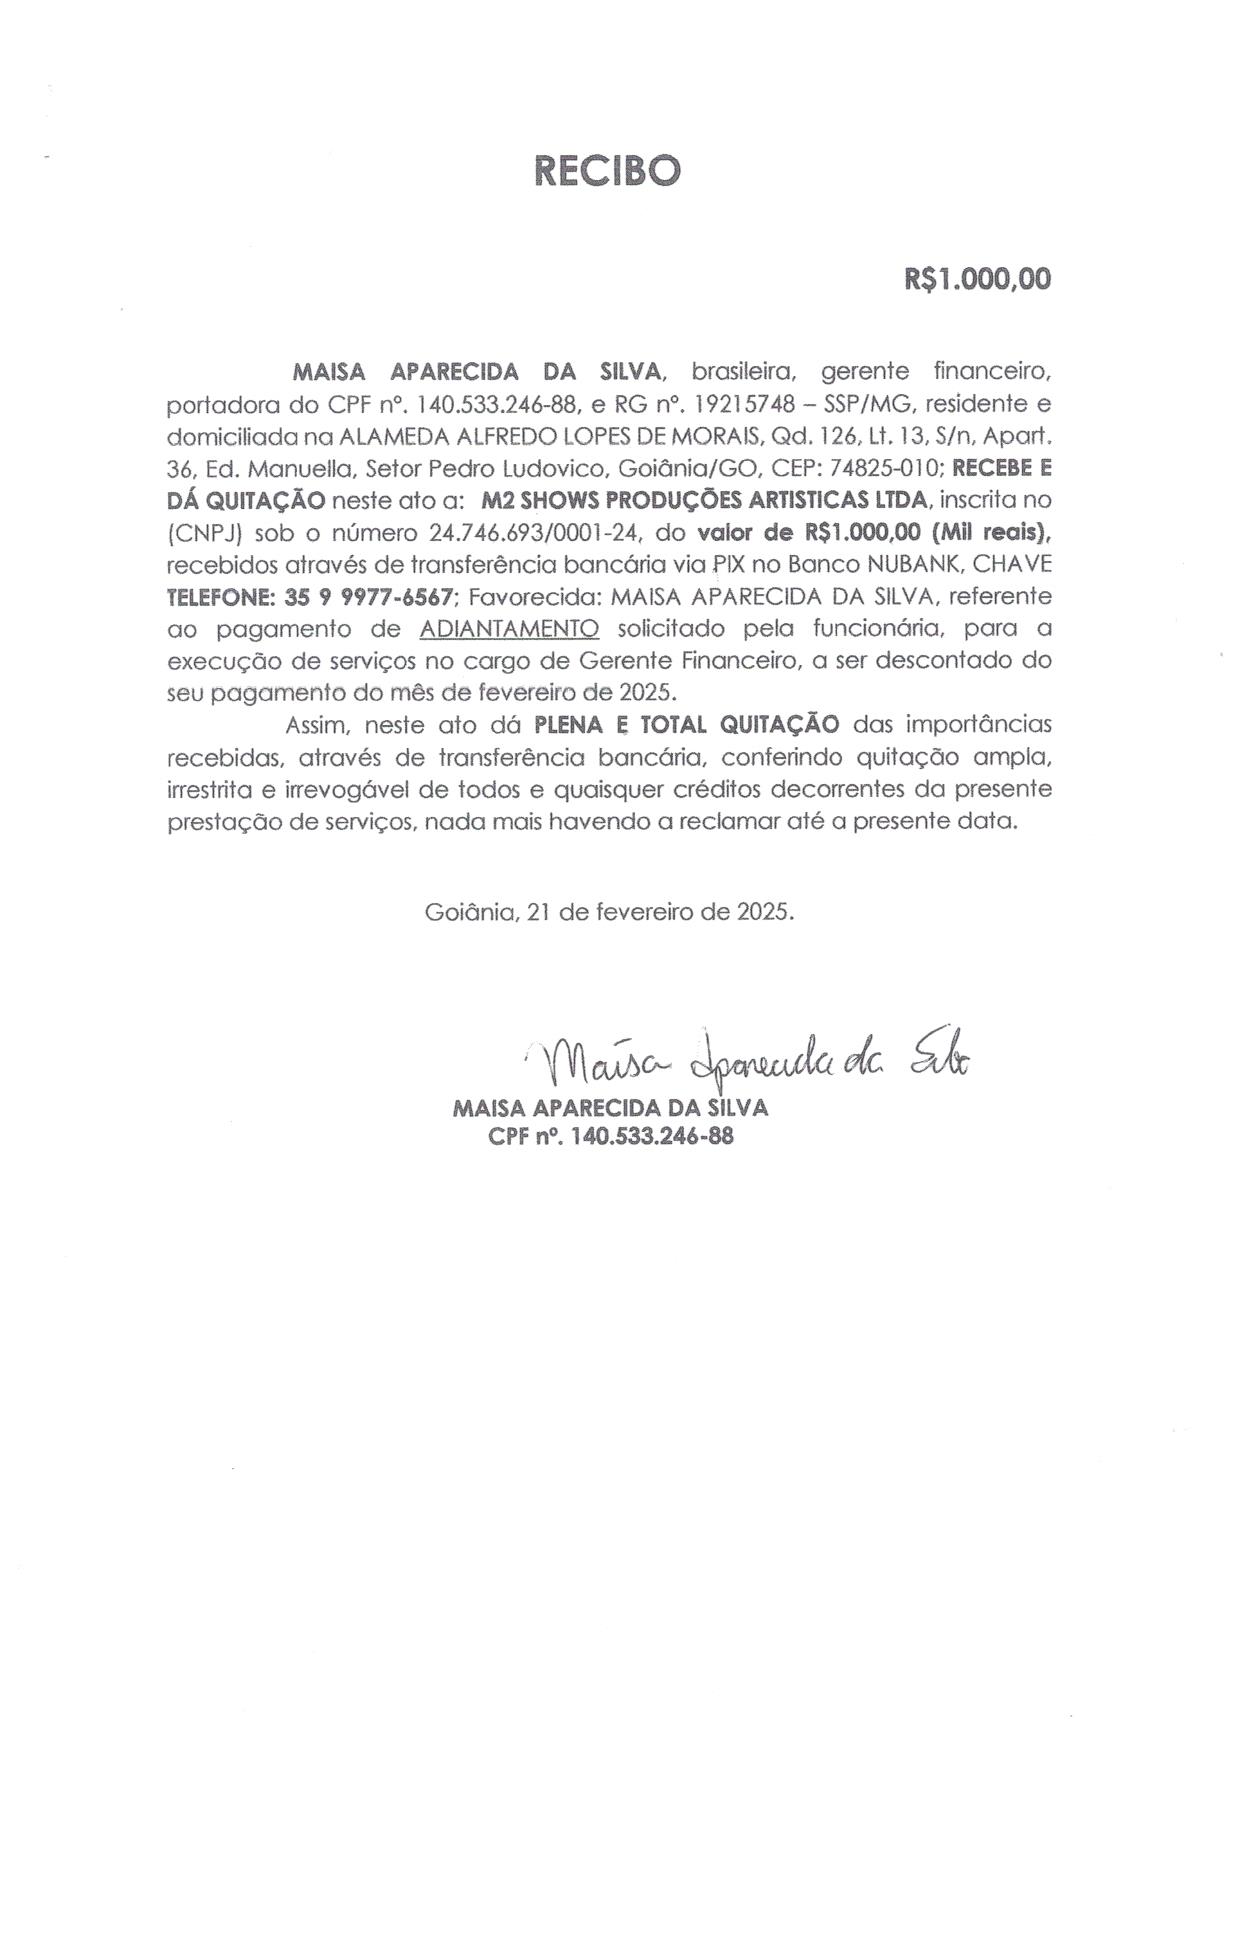 RECIBO
R$1.000,00
MAISA APARECIDA DA SILVA, brasileira, gerente financeiro,
portadora do CPF nº. 140.533.246-88, e RG nº. 19215748 – SSP/MG, residente e
domiciliada na ALAMEDA ALFREDO LOPES DE MORAIS, Qd. 126, Lt. 13, S/n, Apart.
36, Ed. Manuella, Setor Pedro Ludovico, Goiânia/GO, CEP: 74825-010; RECEBE E
DÁ QUITAÇÃO neste ato a: M2 SHOWS PRODUÇÕES ARTISTICAS LTDA, inscrita no
(CNPJ) sob o número 24.746.693/0001-24, do valor de R$1.000,00 (Mil reais),
recebidos através de transferência bancária via PIX no Banco NUBANK, CHAVE
TELEFONE: 35 9 9977-6567; Favorecida: MAISA APARECIDA DA SILVA, referente
ao pagamento de ADIANTAMENTO solicitado pela funcionária, para a
execução de serviços no cargo de Gerente Financeiro, a ser descontado do
seu pagamento do mês de fevereiro de 2025.
Assim, neste ato dá PLENA E TOTAL QUITAÇÃO das importâncias
recebidas, através de transferência bancária, conferindo quitação ampla,
irrestrita e irrevogável de todos e quaisquer créditos decorrentes da presente
prestação de serviços, nada mais havendo a reclamar até a presente data.
Goiânia, 21 de fevereiro de 2025.
Maísa Aparecida da Silva
MAISA APARECIDA DA SILVA
CPF nº. 140.533.246-88